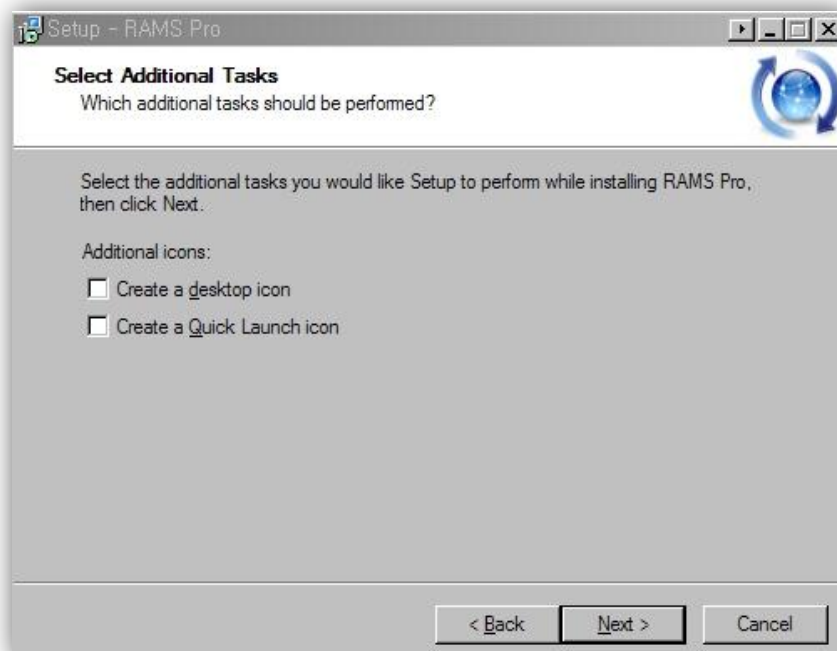 Setup - RAMS Pro
Select Additional Tasks
Which additional tasks should be performed?
Select the additional tasks you would like Setup to perform while installing RAMS Pro,
then click Next.
Additional icons:
Create a desktop icon
Create a Quick Launch icon
< Back
Next >
Cancel